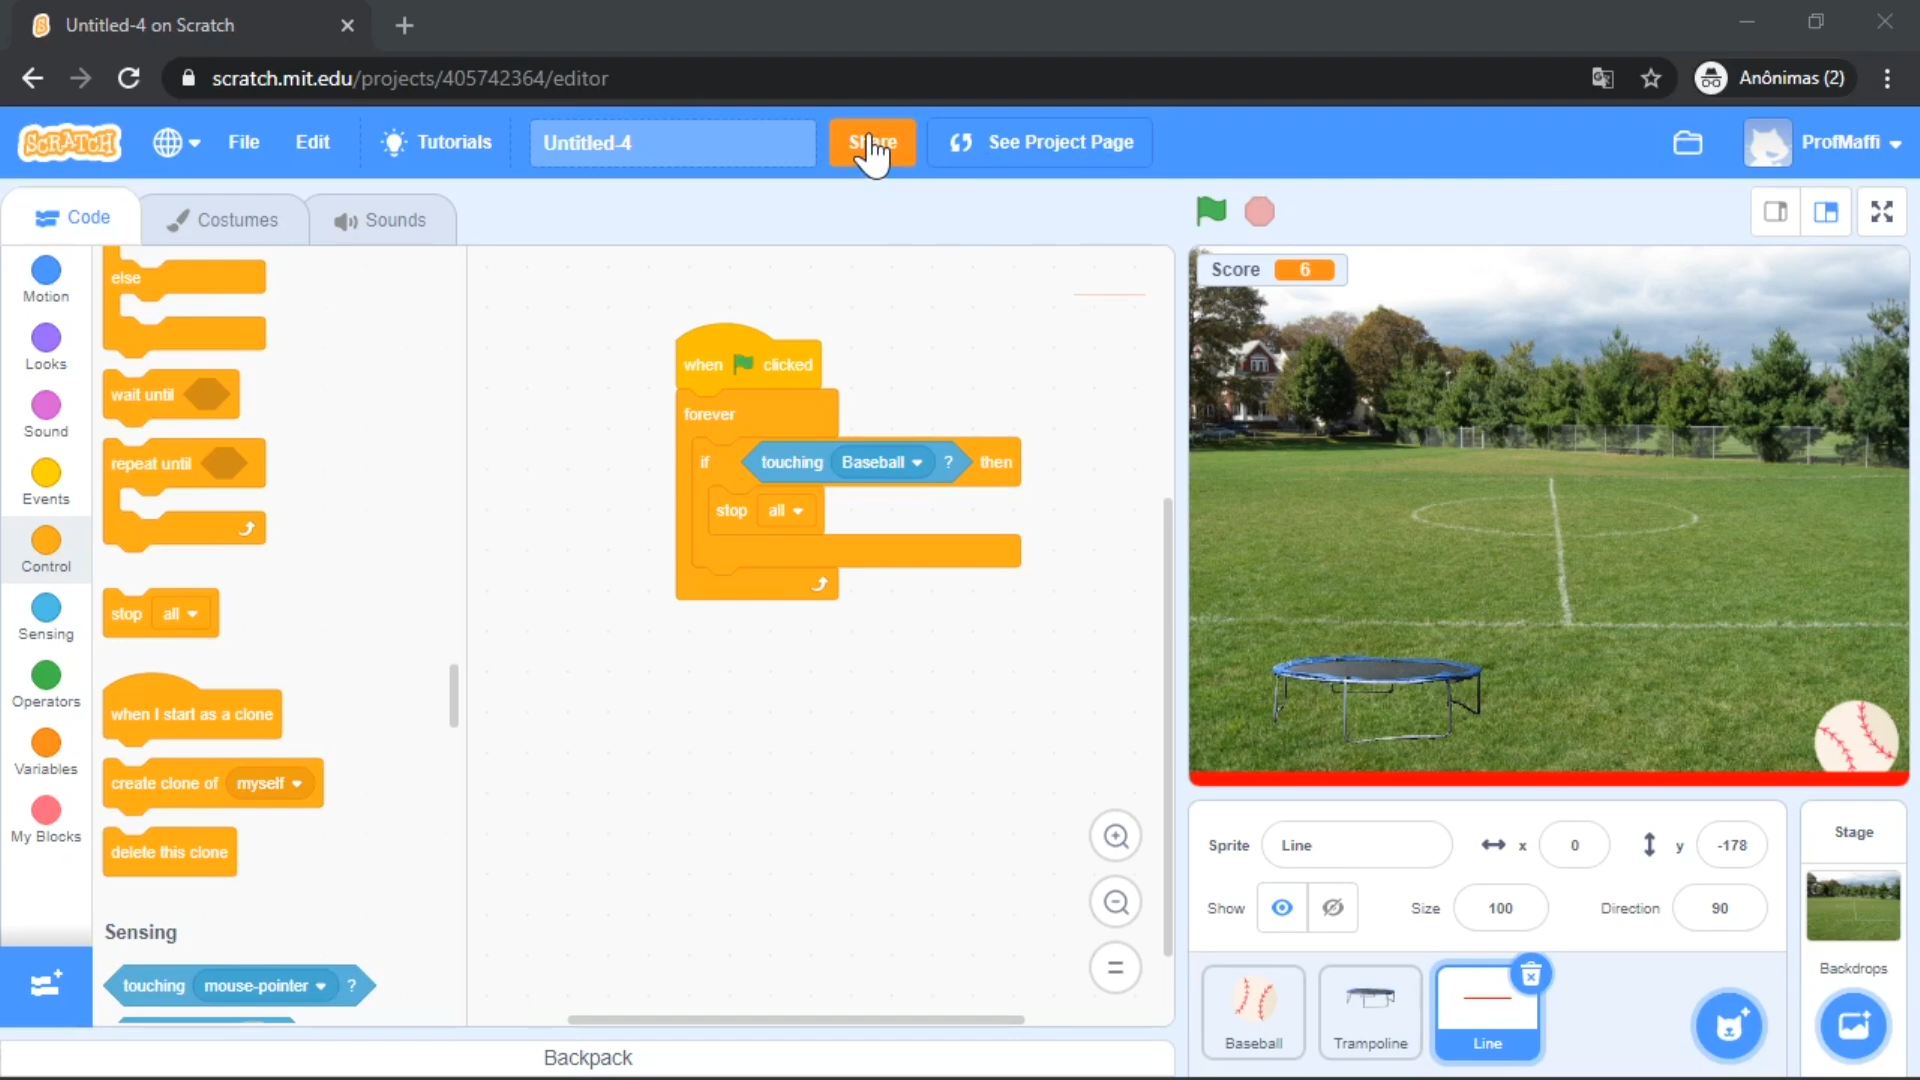 Untitled-4 on Scratch
scratch.mit.edu/projects/405742364/editor
Anônimas (2)
SCRATCH
File
Edit
Tutorials
Untitled-4
Share
See Project Page
ProfMaffi
Code
Costumes
Sounds
Motion
Looks
Sound
Events
Control
Sensing
Operators
Variables
My Blocks
else
wait until
repeat until
stop all
when I start as a clone
create clone of myself
delete this clone
Sensing
touching mouse-pointer ?
when clicked
forever
if touching Baseball ? then
stop all
Backpack
Score 6
Sprite Line x 0 y -178
Show Size 100 Direction 90
Baseball
Trampoline
Line
Stage
Backdrops